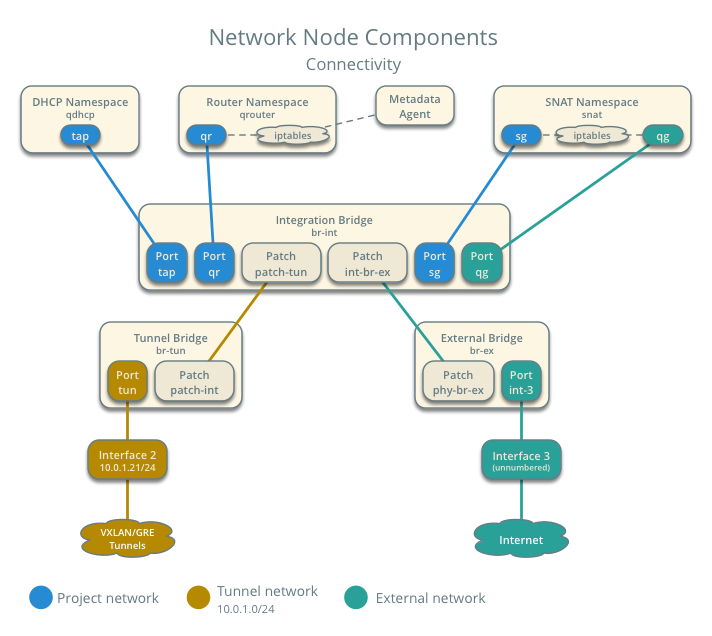 Network Node Components
Connectivity
DHCP Namespace
qdhcp
tap
Router Namespace
qrouter
qr
iptables
Metadata
Agent
SNAT Namespace
snat
sg
iptables
qg
Integration Bridge
br-int
Port
tap
Port
qr
Patch
patch-tun
Patch
int-br-ex
Port
sg
Port
qg
Tunnel Bridge
br-tun
Port
tun
Patch
patch-int
External Bridge
br-ex
Patch
phy-br-ex
Port
int-3
Interface 2
10.0.1.21/24
Interface 3
(unnumbered)
VXLAN/GRE
Tunnels
Internet
Project network
Tunnel network
10.0.1.0/24
External network